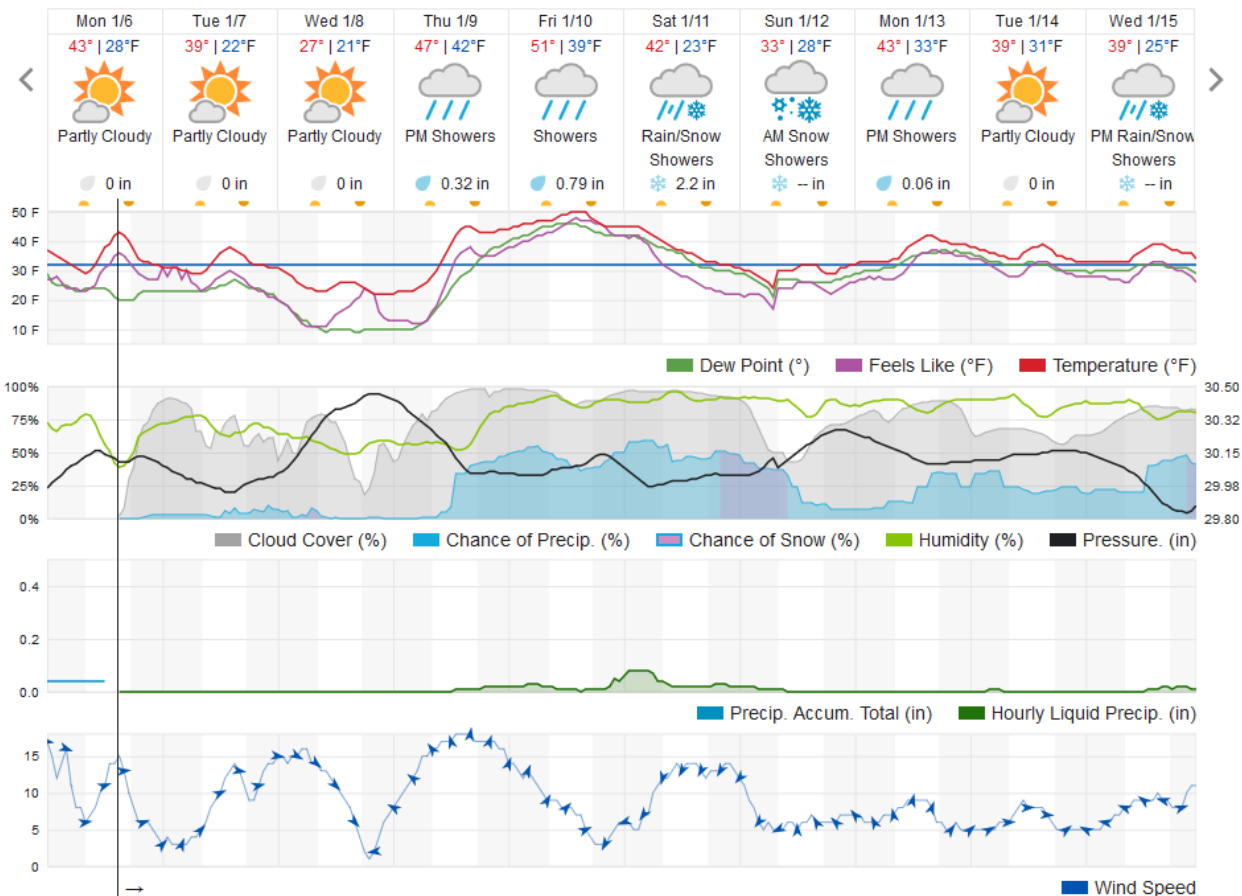 Mon 1/6 Tue 1/7 Wed 1/8 Thu 1/9 Fri 1/10 Sat 1/11 Sun 1/12 Mon 1/13 Tue 1/14 Wed 1/15
43° | 28°F 39° | 22°F 27° | 21°F 47° | 42°F 51° | 39°F 42° | 23°F 33° | 28°F 43° | 33°F 39° | 31°F 39° | 25°F
Partly Cloudy Partly Cloudy Partly Cloudy PM Showers Showers Rain/Snow AM Snow PM Showers Partly Cloudy PM Rain/Snow
Showers Showers Showers
0 in 0 in 0 in 0.32 in 0.79 in 2.2 in -- in 0.06 in 0 in -- in
50 F
40 F
30 F
20 F
10 F
Dew Point (°) Feels Like (°F) Temperature (°F)
100% 30.50
75% 30.32
50% 30.15
25% 29.98
0% 29.80
Cloud Cover (%) Chance of Precip. (%) Chance of Snow (%) Humidity (%) Pressure. (in)
0.4
0.2
0.0
Precip. Accum. Total (in) Hourly Liquid Precip. (in)
15
10
5
0
→
Wind Speed